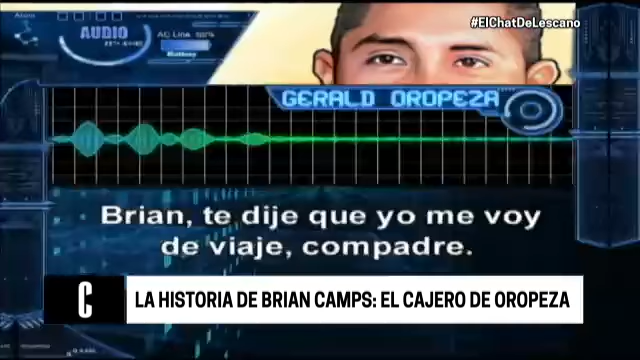 #ElChatDeLescano
AUDIO
GERALD OROPEZA
Brian, te dije que yo me voy
de viaje, compadre.
C
LA HISTORIA DE BRIAN CAMPS: EL CAJERO DE OROPEZA